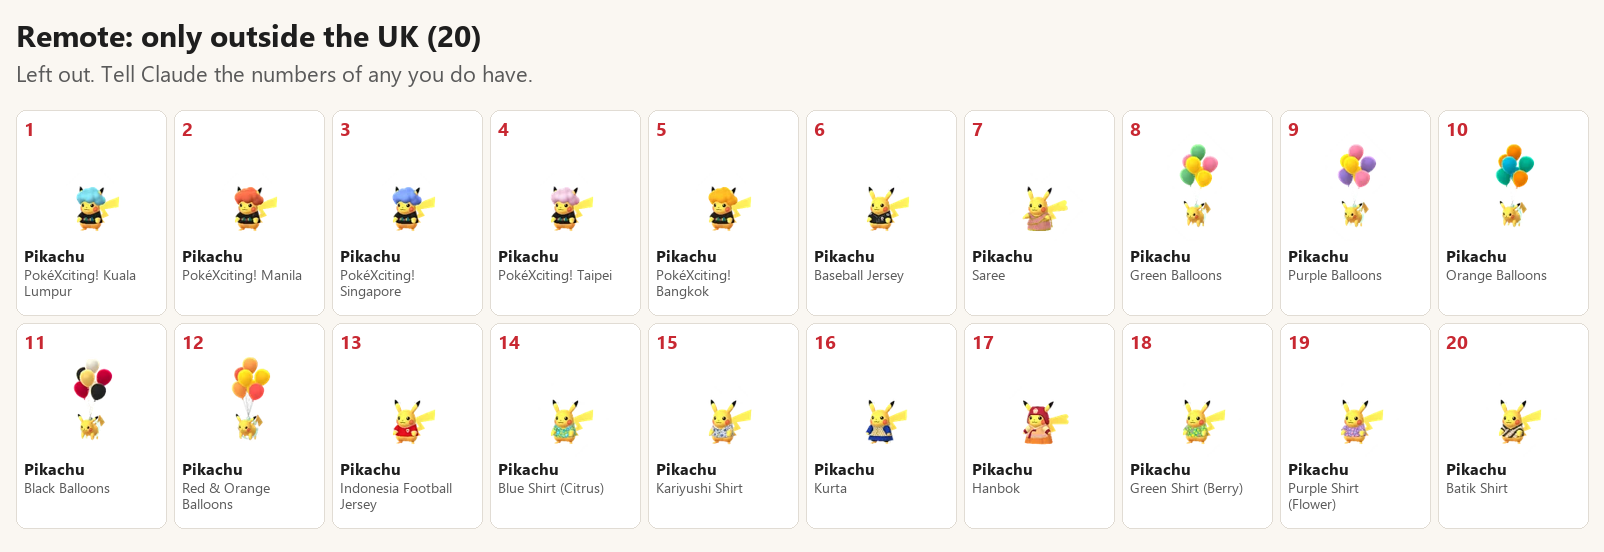 Remote: only outside the UK (20)
Left out. Tell Claude the numbers of any you do have.
1
Pikachu
PokéXciting! Kuala
Lumpur
2
Pikachu
PokéXciting! Manila
3
Pikachu
PokéXciting!
Singapore
4
Pikachu
PokéXciting! Taipei
5
Pikachu
PokéXciting!
Bangkok
6
Pikachu
Baseball Jersey
7
Pikachu
Saree
8
Pikachu
Green Balloons
9
Pikachu
Purple Balloons
10
Pikachu
Orange Balloons
11
Pikachu
Black Balloons
12
Pikachu
Red & Orange
Balloons
13
Pikachu
Indonesia Football
Jersey
14
Pikachu
Blue Shirt (Citrus)
15
Pikachu
Kariyushi Shirt
16
Pikachu
Kurta
17
Pikachu
Hanbok
18
Pikachu
Green Shirt (Berry)
19
Pikachu
Purple Shirt
(Flower)
20
Pikachu
Batik Shirt